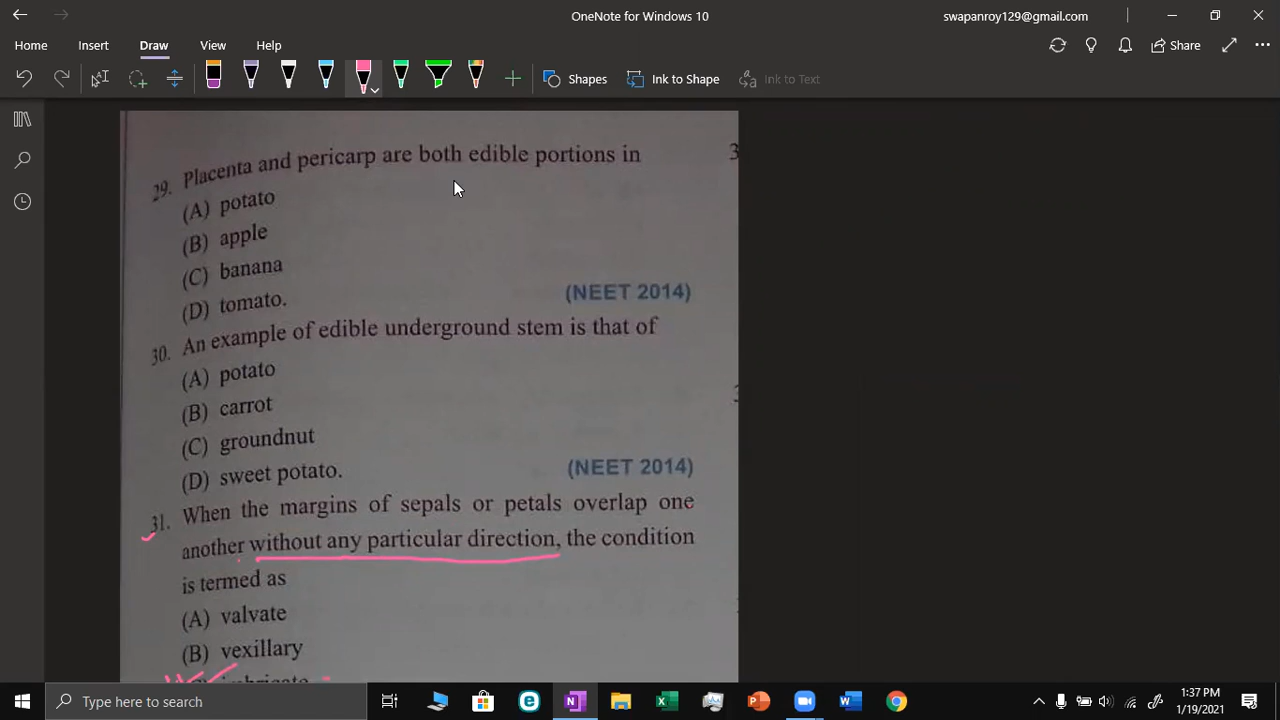 OneNote for Windows 10
swapanroy129@gmail.com
Home
Insert
Draw
View
Help
Share
Shapes
Ink to Shape
Ink to Text
29. Placenta and pericarp are both edible portions in
(A) potato
(B) apple
(C) banana
(D) tomato.
(NEET 2014)
30. An example of edible underground stem is that of
(A) potato
(B) carrot
(C) groundnut
(D) sweet potato.
(NEET 2014)
31. When the margins of sepals or petals overlap one
another without any particular direction, the condition
is termed as
(A) valvate
(B) vexillary
imbricate
Type here to search
1:37 PM
1/19/2021